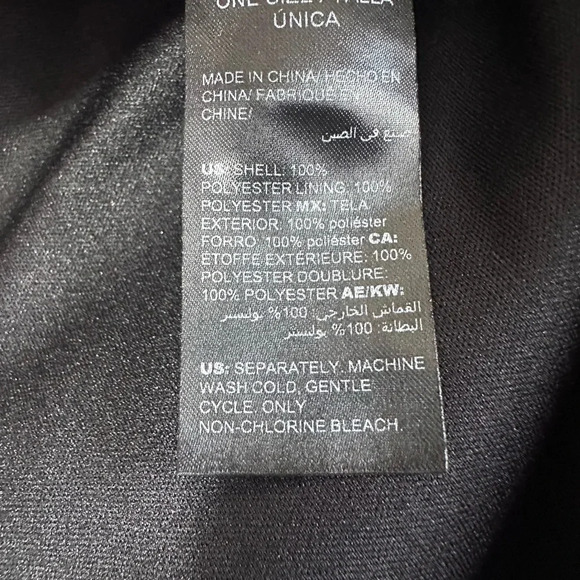 ONE SIZE / TALLA
ÚNICA
MADE IN CHINA/ HECHO EN
CHINA/ FABRIQUÉ EN
CHINE/
صنع في الصين
US: SHELL: 100%
POLYESTER LINING: 100%
POLYESTER MX: TELA
EXTERIOR: 100% poliéster
FORRO: 100% poliéster CA:
ÉTOFFE EXTÉRIEURE: 100%
POLYESTER DOUBLURE:
100% POLYESTER AE/KW:
القماش الخارجي: 100% بوليستر
البطانة: 100% بوليستر
US: SEPARATELY. MACHINE
WASH COLD, GENTLE
CYCLE. ONLY
NON-CHLORINE BLEACH.